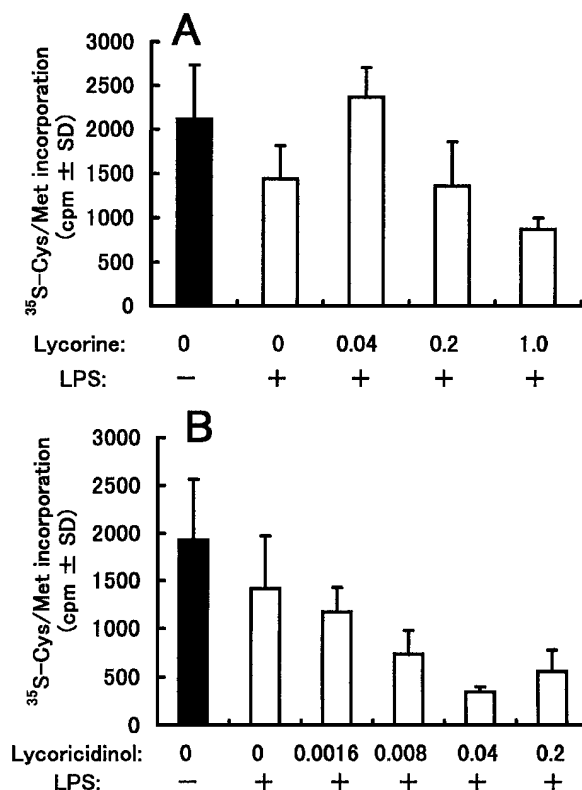 A
³⁵S-Cys/Met incorporation
(cpm ± SD)
3000
2500
2000
1500
1000
500
0
Lycorine: 0 0 0.04 0.2 1.0
LPS: − + + + +
B
³⁵S-Cys/Met incorporation
(cpm ± SD)
3000
2500
2000
1500
1000
500
0
Lycoricidinol: 0 0 0.0016 0.008 0.04 0.2
LPS: − + + + + +